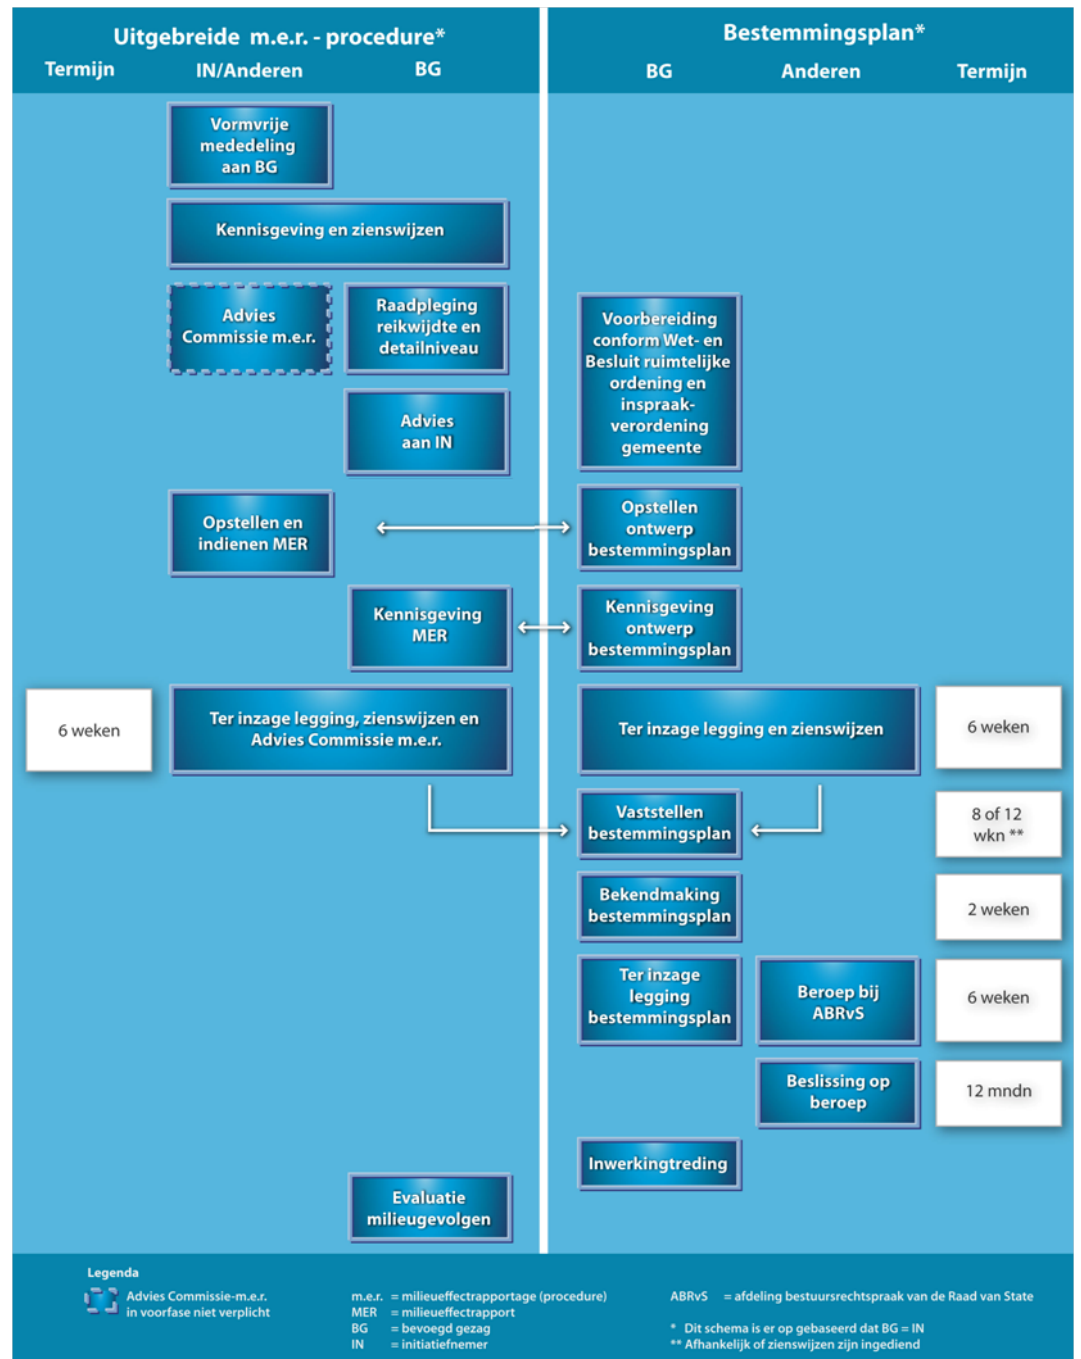 Uitgebreide m.e.r. - procedure*
Bestemmingsplan*
Termijn
IN/Anderen
BG
BG
Anderen
Termijn
Vormvrije
mededeling
aan BG
Kennisgeving en zienswijzen
Advies
Commissie m.e.r.
Raadpleging
reikwijdte en
detailniveau
Voorbereiding
conform Wet- en
Besluit ruimtelijke
ordening en
inspraak-
verordening
gemeente
Advies
aan IN
Opstellen en
indienen MER
Opstellen
ontwerp
bestemmingsplan
Kennisgeving
MER
Kennisgeving
ontwerp
bestemmingsplan
6 weken
Ter inzage legging, zienswijzen en
Advies Commissie m.e.r.
Ter inzage legging en zienswijzen
6 weken
Vaststellen
bestemmingsplan
8 of 12
wkn **
Bekendmaking
bestemmingsplan
2 weken
Ter inzage
legging
bestemmingsplan
Beroep bij
ABRvS
6 weken
Beslissing op
beroep
12 mndn
Inwerkingtreding
Evaluatie
milieugevolgen
Legenda
Advies Commissie-m.e.r.
in voorfase niet verplicht
m.e.r. = milieueffectrapportage (procedure)
MER = milieueffectrapport
BG = bevoegd gezag
IN = initiatiefnemer
ABRvS = afdeling bestuursrechtspraak van de Raad van State
* Dit schema is er op gebaseerd dat BG = IN
** Afhankelijk of zienswijzen zijn ingediend